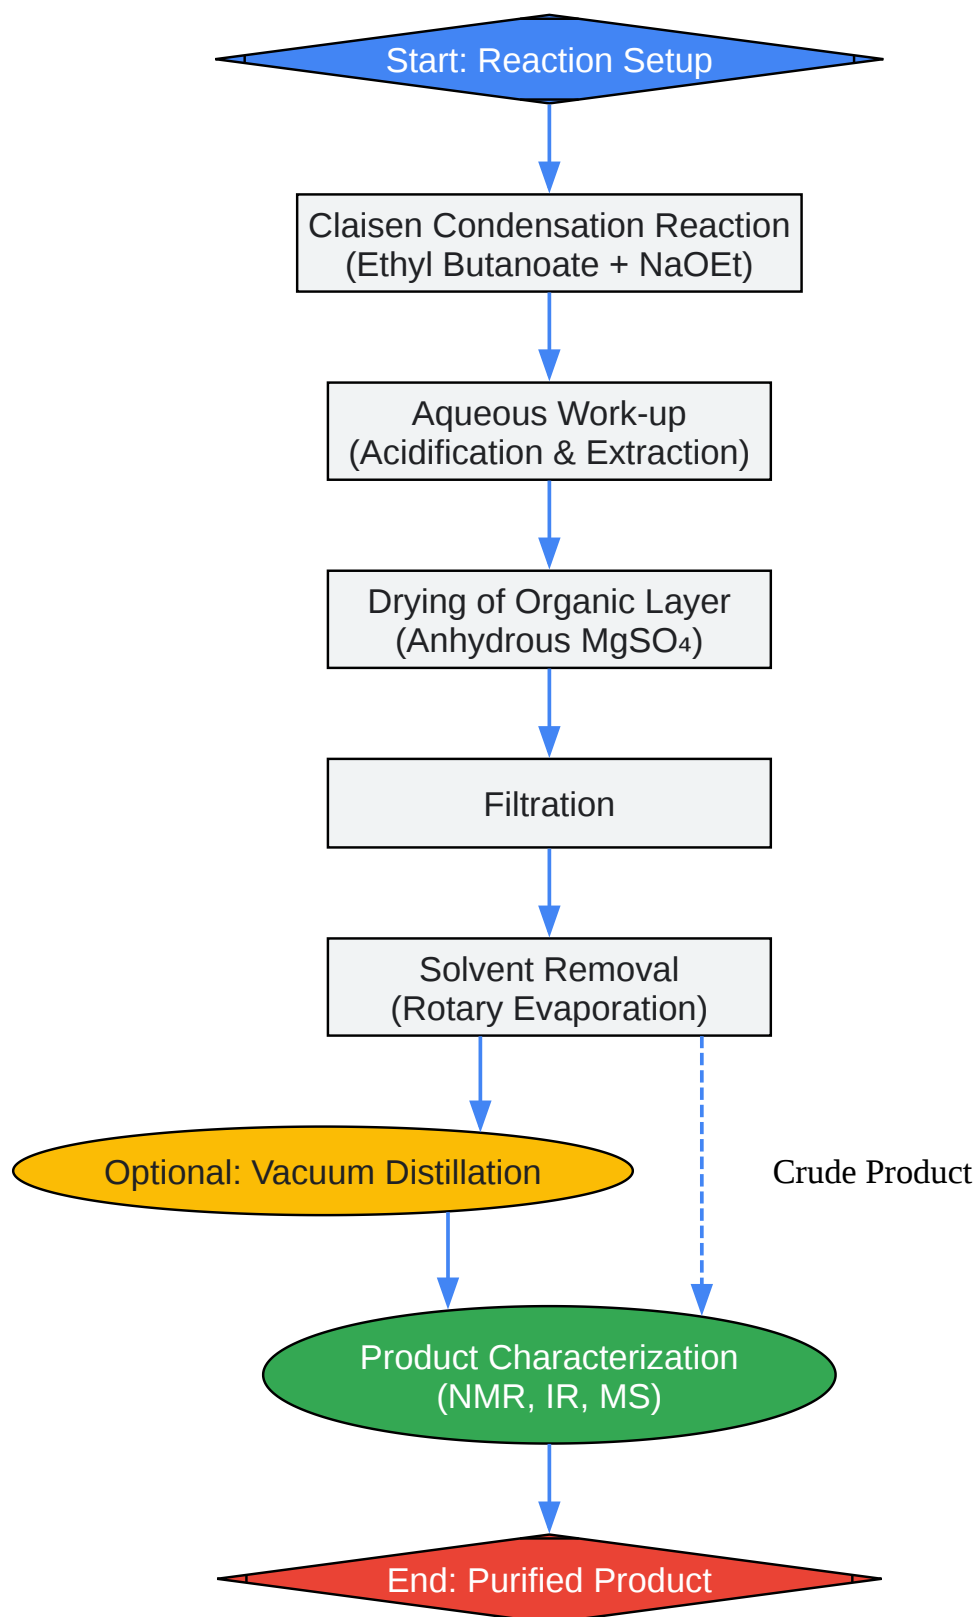 Start: Reaction Setup
Claisen Condensation Reaction
(Ethyl Butanoate + NaOEt)
Aqueous Work-up
(Acidification & Extraction)
Drying of Organic Layer
(Anhydrous MgSO₄)
Filtration
Solvent Removal
(Rotary Evaporation)
Optional: Vacuum Distillation
Crude Product
Product Characterization
(NMR, IR, MS)
End: Purified Product